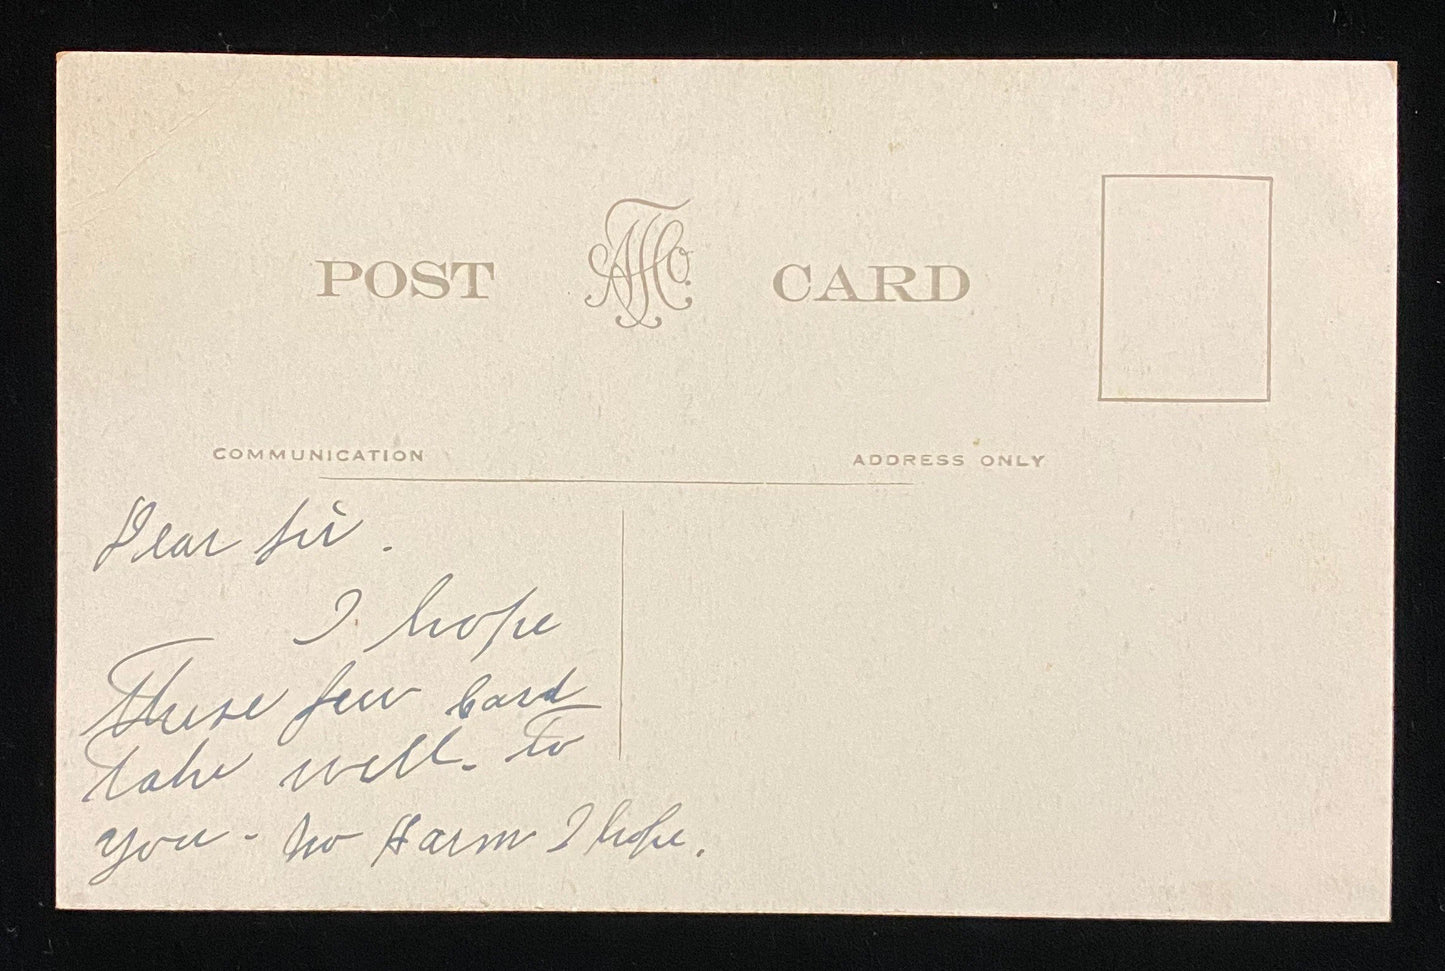 POST CARD
COMMUNICATION
ADDRESS ONLY
Dear Sir.
I hope
These few Card
take well. To
you - no Harm I hope.